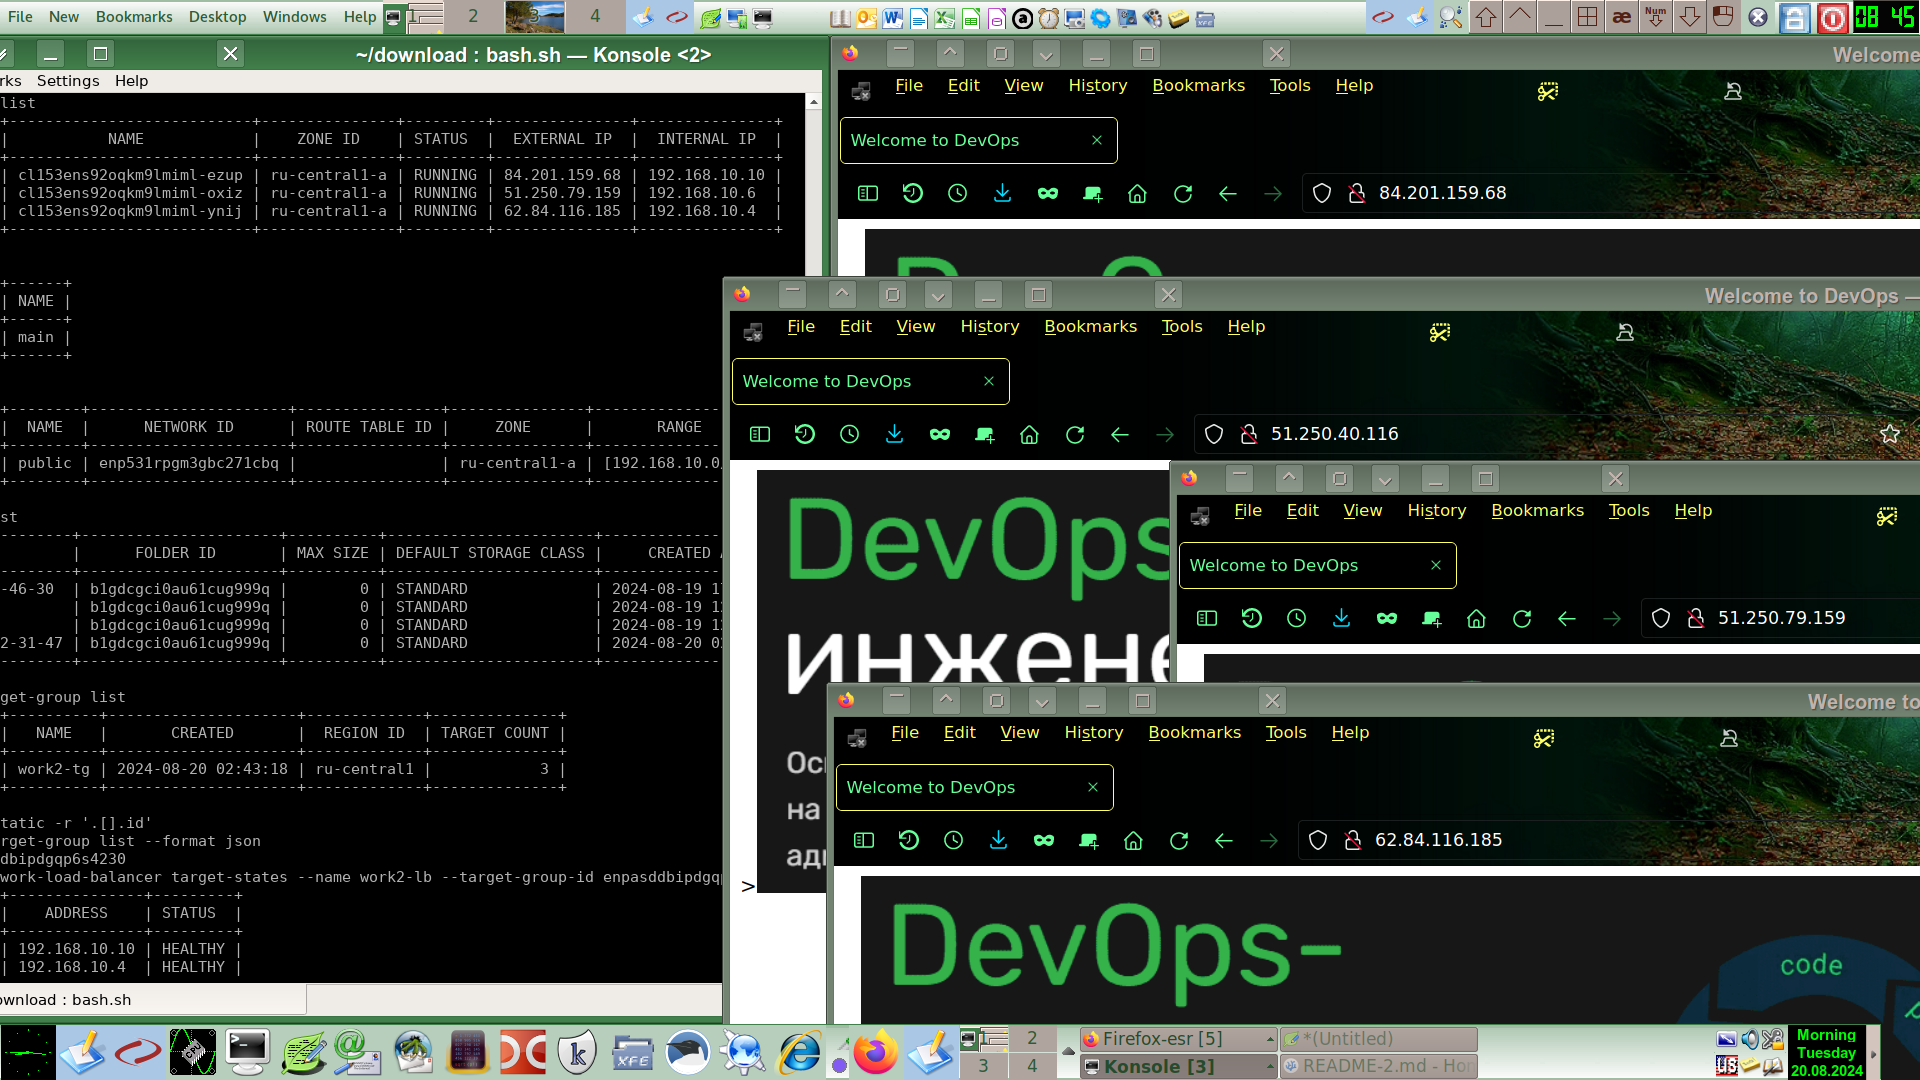 File New Bookmarks Desktop Windows Help 1 2 3 4 Num 08 45
~/download : bash.sh — Konsole <2>
rks Settings Help
list
| NAME | ZONE ID | STATUS | EXTERNAL IP | INTERNAL IP |
| cl153ens92oqkm9lmiml-ezup | ru-central1-a | RUNNING | 84.201.159.68 | 192.168.10.10 |
| cl153ens92oqkm9lmiml-oxiz | ru-central1-a | RUNNING | 51.250.79.159 | 192.168.10.6 |
| cl153ens92oqkm9lmiml-ynij | ru-central1-a | RUNNING | 62.84.116.185 | 192.168.10.4 |
| NAME |
| main |
| NAME | NETWORK ID | ROUTE TABLE ID | ZONE | RANGE
| public | enp531rpgm3gbc271cbq | | ru-central1-a | [192.168.10.0
st
| FOLDER ID | MAX SIZE | DEFAULT STORAGE CLASS | CREATED
-46-30 | b1gdcgci0au61cug999q | 0 | STANDARD | 2024-08-19 1
| b1gdcgci0au61cug999q | 0 | STANDARD | 2024-08-19 1
| b1gdcgci0au61cug999q | 0 | STANDARD | 2024-08-19 1
2-31-47 | b1gdcgci0au61cug999q | 0 | STANDARD | 2024-08-20 0
get-group list
| NAME | CREATED | REGION ID | TARGET COUNT |
| work2-tg | 2024-08-20 02:43:18 | ru-central1 | 3 |
tatic -r '.[].id'
rget-group list --format json
dbipdgqp6s4230
work-load-balancer target-states --name work2-lb --target-group-id enpasddbipdgqp
| ADDRESS | STATUS |
| 192.168.10.10 | HEALTHY |
| 192.168.10.4 | HEALTHY |
ownload : bash.sh
Welcome
File Edit View History Bookmarks Tools Help
Welcome to DevOps
84.201.159.68
Welcome to DevOps —
File Edit View History Bookmarks Tools Help
Welcome to DevOps
51.250.40.116
DevOps
инжене
Ос
на
ад
>
File Edit View History Bookmarks Tools Help
Welcome to DevOps
51.250.79.159
Welcome to
File Edit View History Bookmarks Tools Help
Welcome to DevOps
62.84.116.185
DevOps-
code
CPU
XFE
1 2
3 4
Firefox-esr [5]
*(Untitled)
Konsole [3]
README-2.md - Ho
US
Morning
Tuesday
20.08.2024